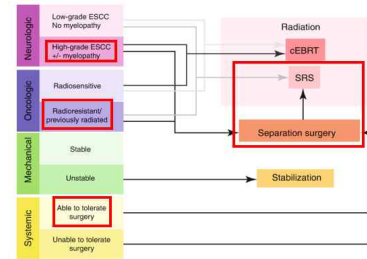 Neurologic
Low-grade ESCC
No myelopathy
High-grade ESCC
+/- myelopathy
Oncologic
Radiosensitive
Radioresistant/
previously radiated
Mechanical
Stable
Unstable
Systemic
Able to tolerate
surgery
Unable to tolerate
surgery
Radiation
cEBRT
SRS
Separation surgery
Stabilization